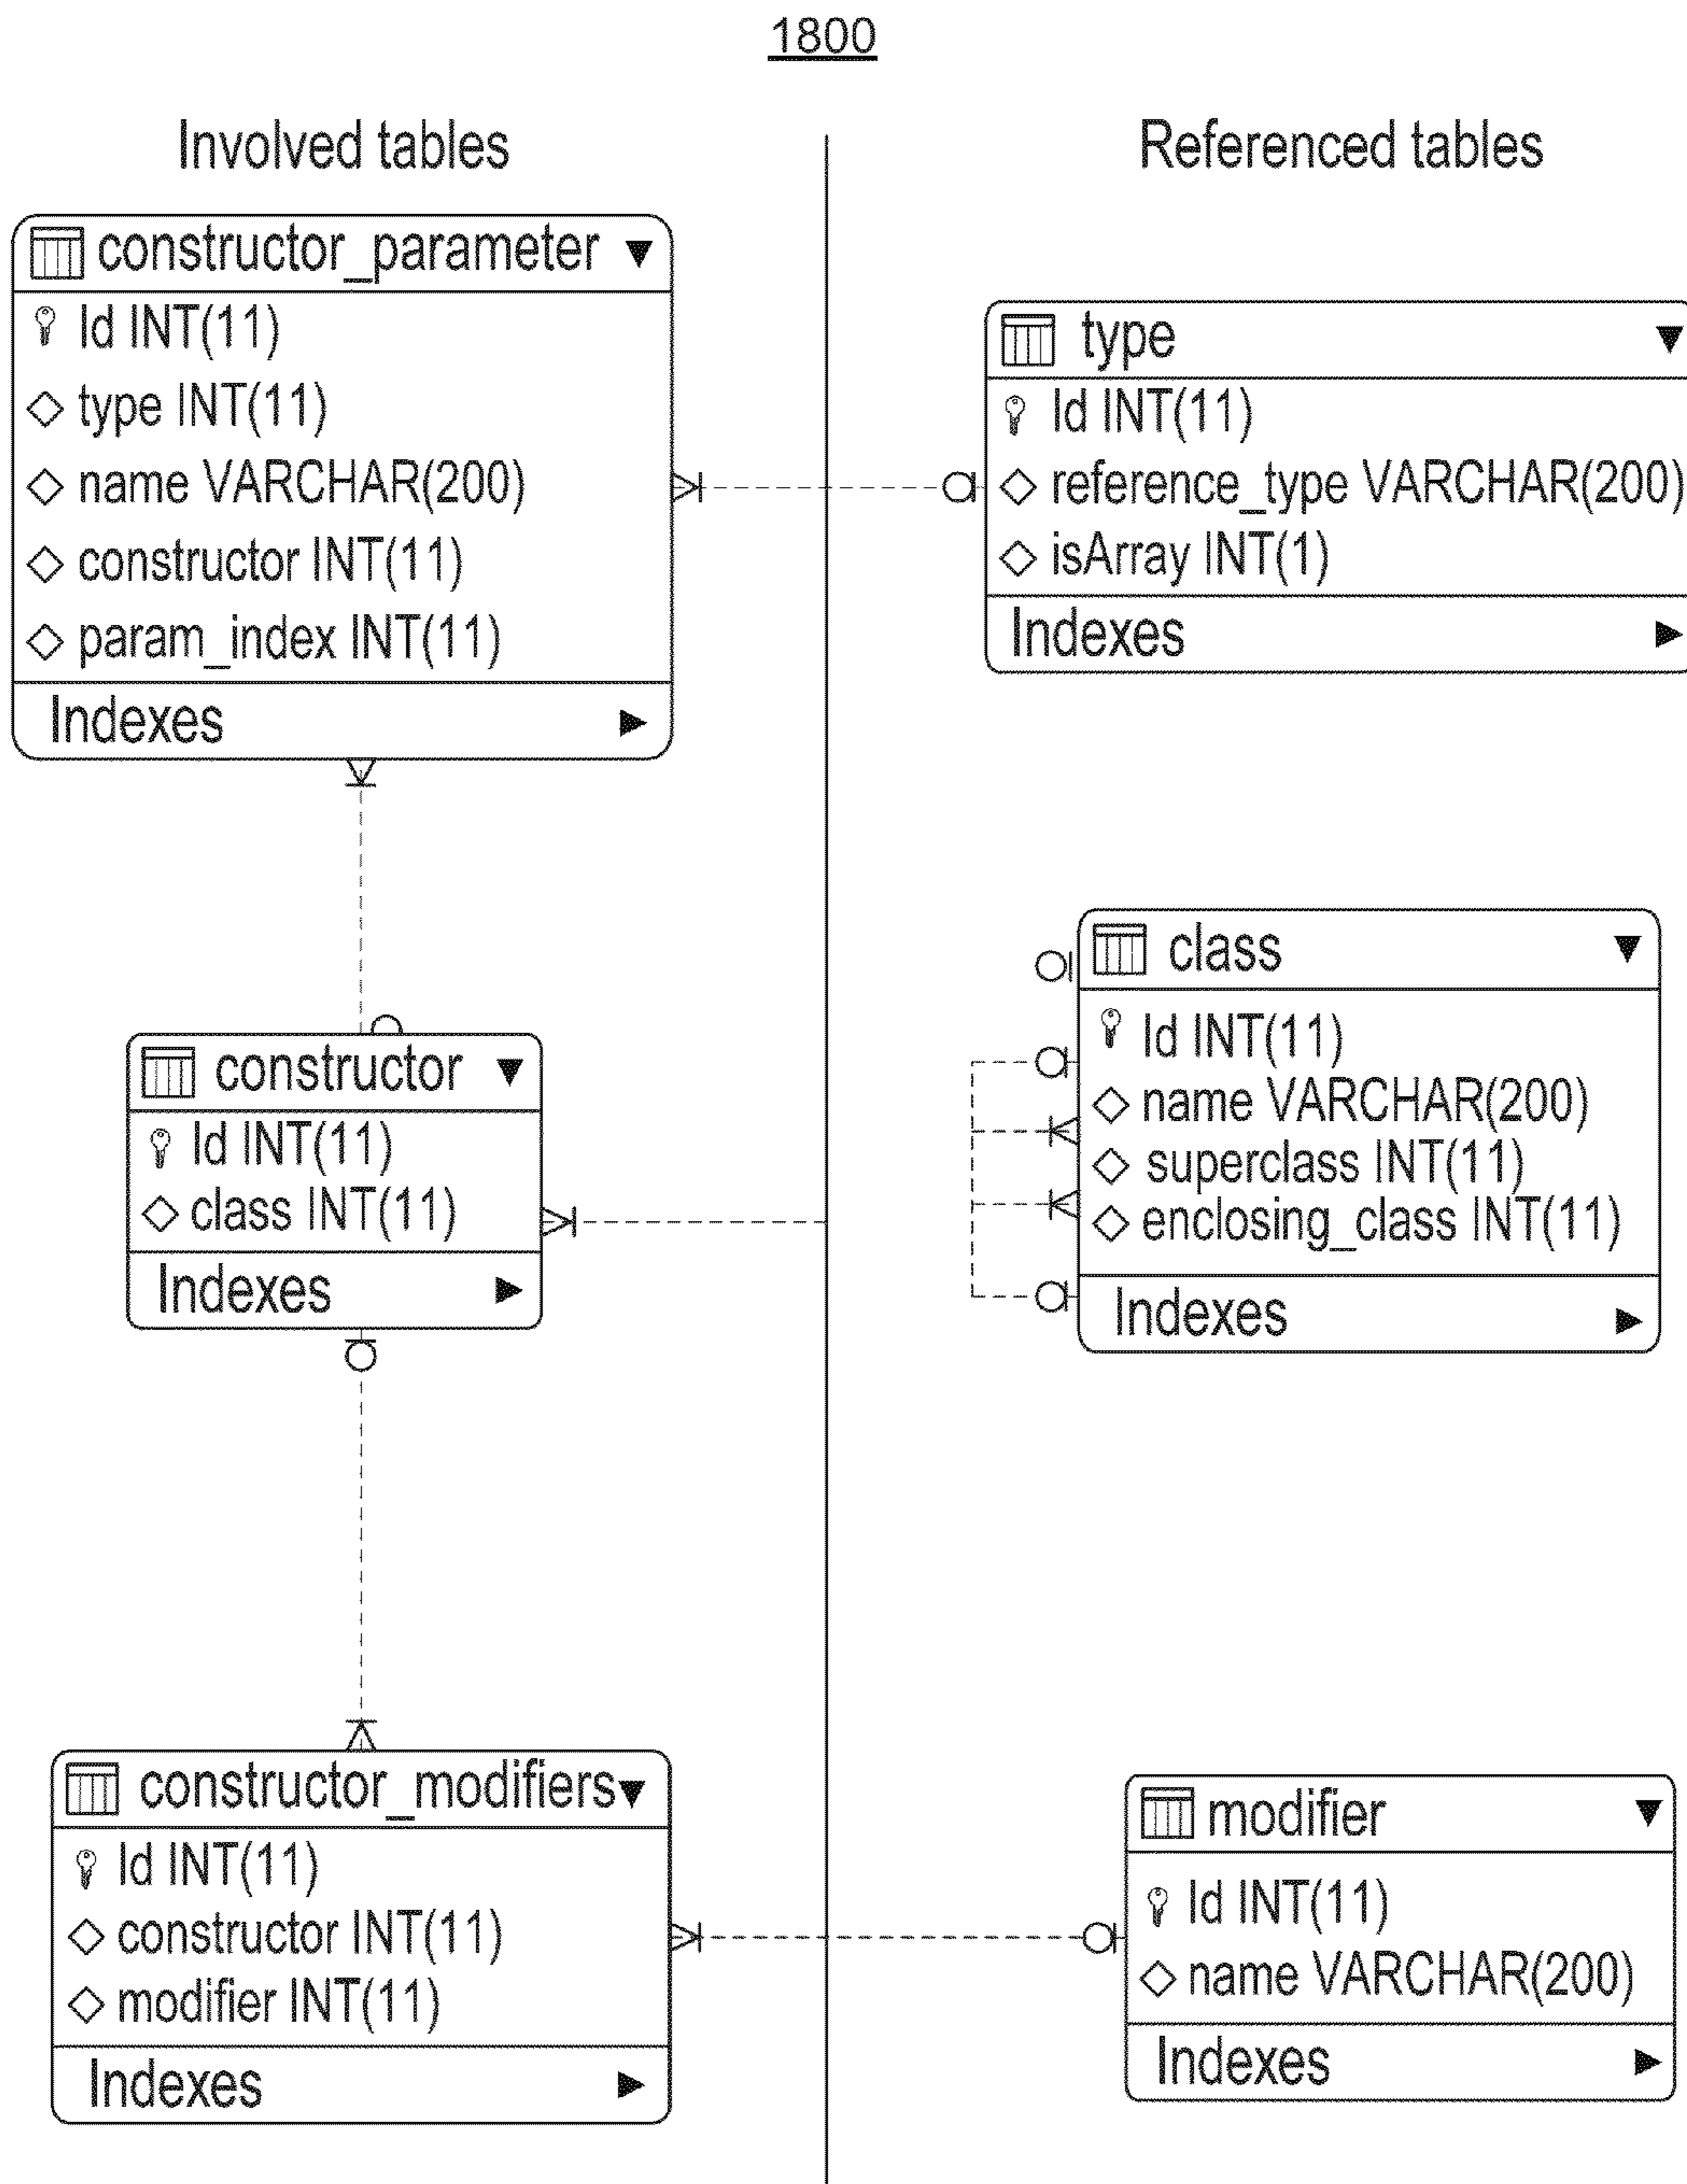 1800
Involved tables
constructor_parameter
Id INT(11)
type INT(11)
name VARCHAR(200)
constructor INT(11)
param_index INT(11)
Indexes
constructor
Id INT(11)
class INT(11)
Indexes
constructor_modifiers
Id INT(11)
constructor INT(11)
modifier INT(11)
Indexes
Referenced tables
type
Id INT(11)
reference_type VARCHAR(200)
isArray INT(1)
Indexes
class
Id INT(11)
name VARCHAR(200)
superclass INT(11)
enclosing_class INT(11)
Indexes
modifier
Id INT(11)
name VARCHAR(200)
Indexes